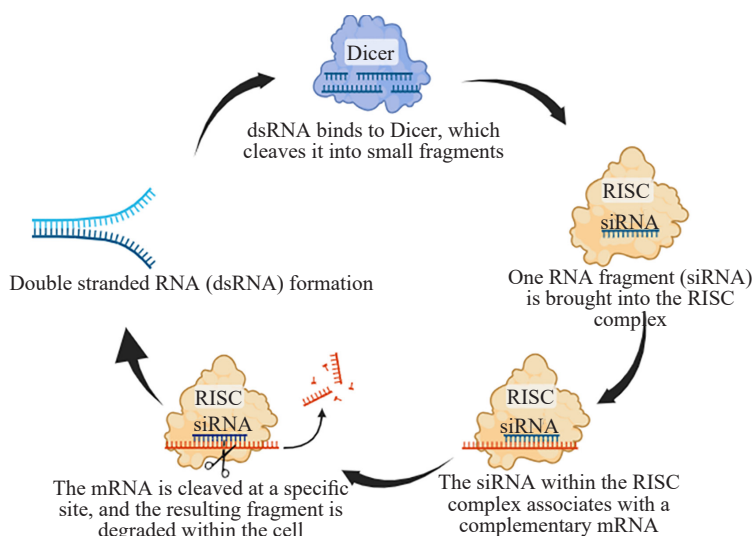 Dicer
dsRNA binds to Dicer, which
cleaves it into small fragments
RISC
siRNA
One RNA fragment (siRNA)
is brought into the RISC
complex
Double stranded RNA (dsRNA) formation
RISC
siRNA
The siRNA within the RISC
complex associates with a
complementary mRNA
RISC
siRNA
The mRNA is cleaved at a specific
site, and the resulting fragment is
degraded within the cell